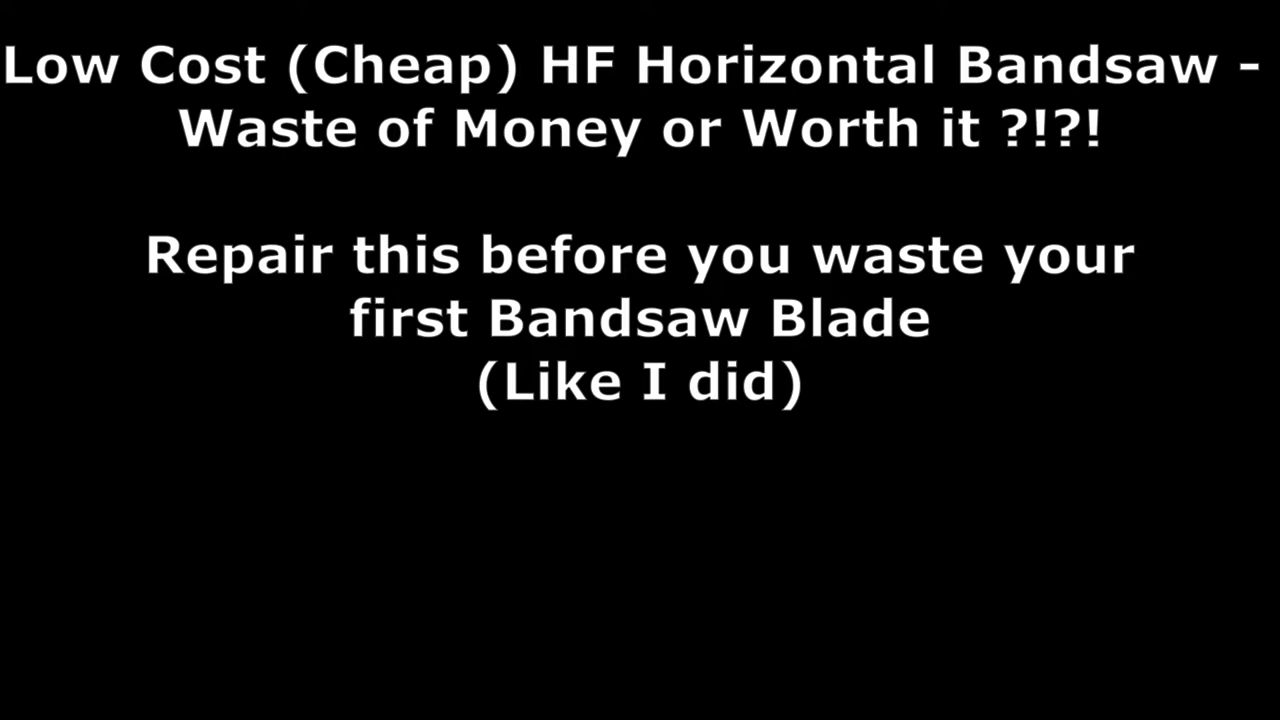 Low Cost (Cheap) HF Horizontal Bandsaw -
Waste of Money or Worth it ?!?!
Repair this before you waste your
first Bandsaw Blade
(Like I did)